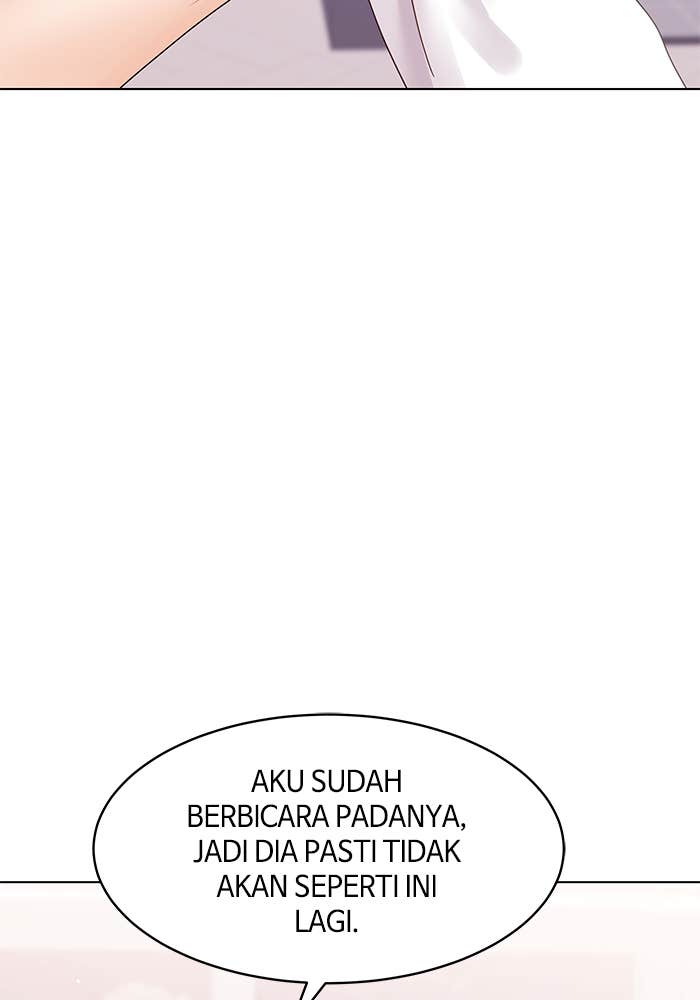 AKU SUDAH
BERBICARA PADANYA,
JADI DIA PASTI TIDAK
AKAN SEPERTI INI
LAGI.